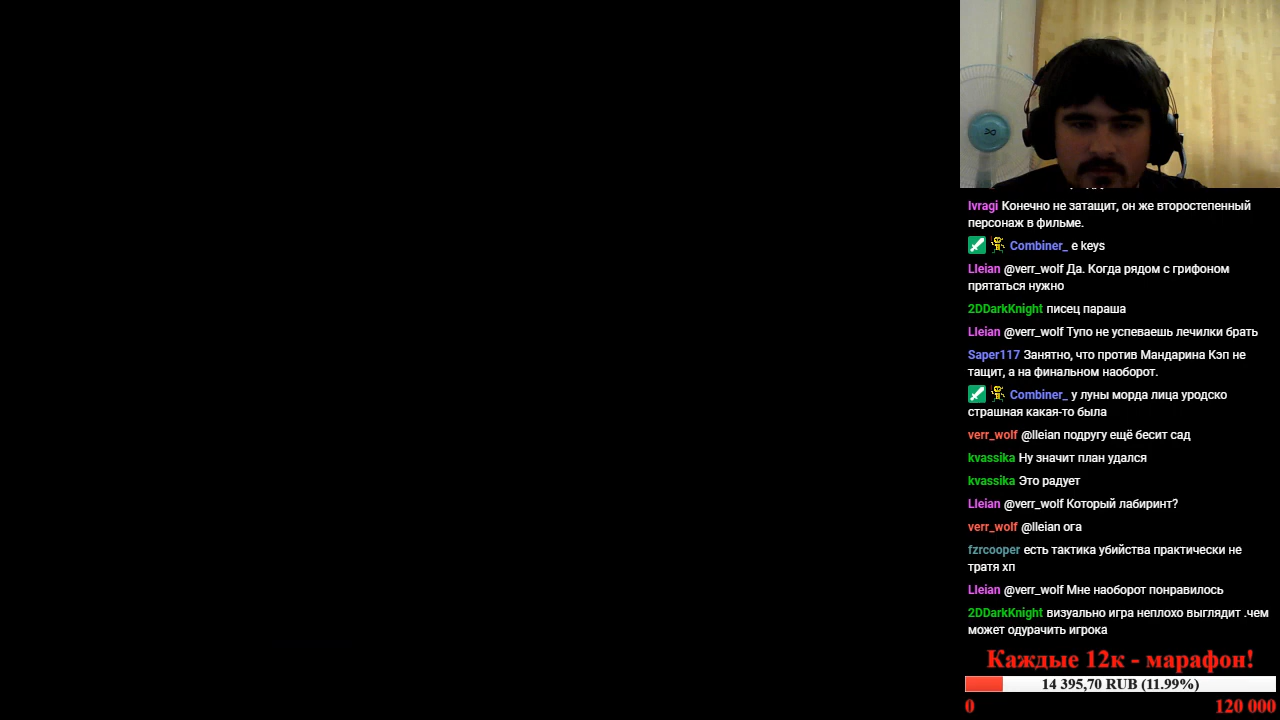 Ivragi Конечно не затащит, он же второстепенный
персонаж в фильме.
Combiner_ e keys
Lleian @verr_wolf Да. Когда рядом с грифоном
прятаться нужно
2DDarkKnight писец параша
Lleian @verr_wolf Тупо не успеваешь лечилки брать
Saper117 Занятно, что против Мандарина Кэп не
тащит, а на финальном наоборот.
Combiner_ у луны морда лица уродско
страшная какая-то была
verr_wolf @lleian подругу ещё бесит сад
kvassika Ну значит план удался
kvassika Это радует
Lleian @verr_wolf Который лабиринт?
verr_wolf @lleian ога
fzrcooper есть тактика убийства практически не
тратя хп
Lleian @verr_wolf Мне наоборот понравилось
2DDarkKnight визуально игра неплохо выглядит .чем
может одурачить игрока
Каждые 12к - марафон!
14 395,70 RUB (11.99%)
0 120 000